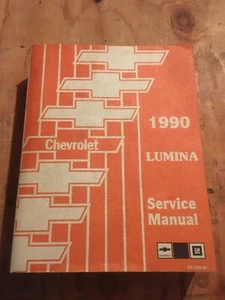 1990
Chevrolet
LUMINA
Service
Manual